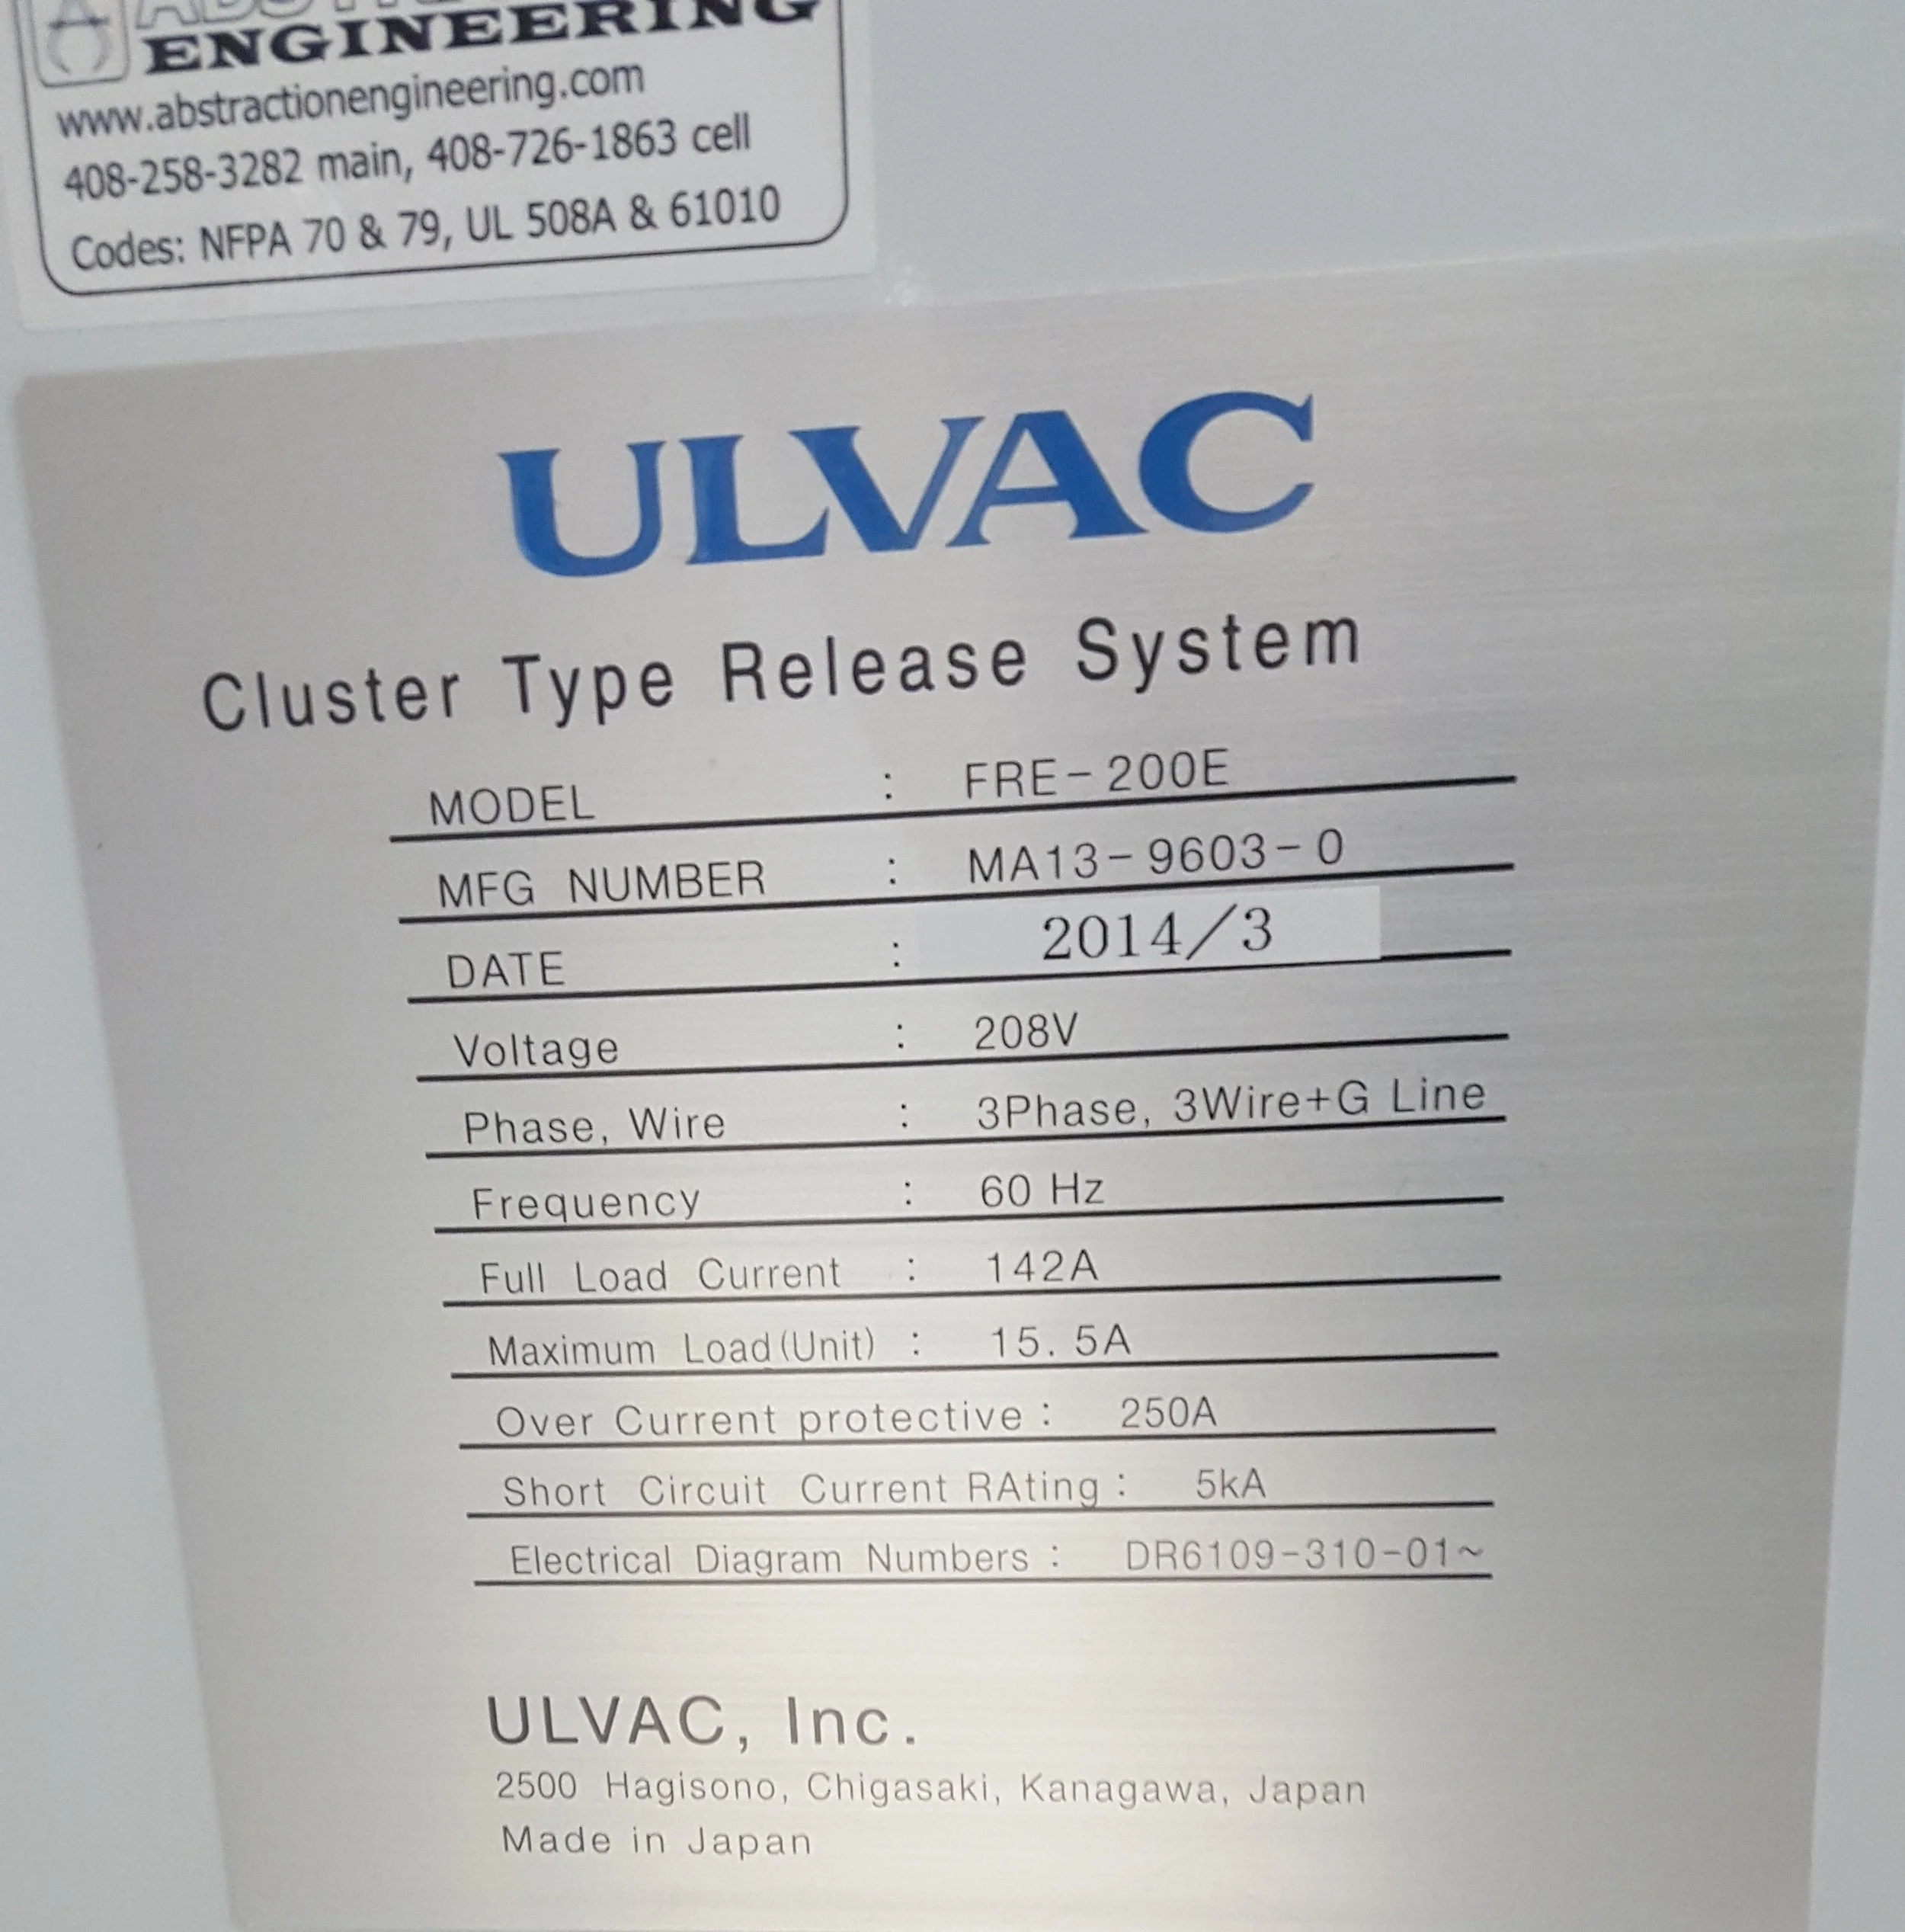 ENGINEERING
www.abstractionengineering.com
408-258-3282 main, 408-726-1863 cell
Codes: NFPA 70 & 79, UL 508A & 61010
ULVAC
Cluster Type Release System
MODEL : FRE-200E
MFG NUMBER : MA13-9603-0
DATE : 2014/3
Voltage : 208V
Phase, Wire : 3Phase, 3Wire+G Line
Frequency : 60 Hz
Full Load Current : 142A
Maximum Load(Unit) : 15.5A
Over Current protective : 250A
Short Circuit Current RAting : 5kA
Electrical Diagram Numbers : DR6109-310-01~
ULVAC, Inc.
2500 Hagisono, Chigasaki, Kanagawa, Japan
Made in Japan